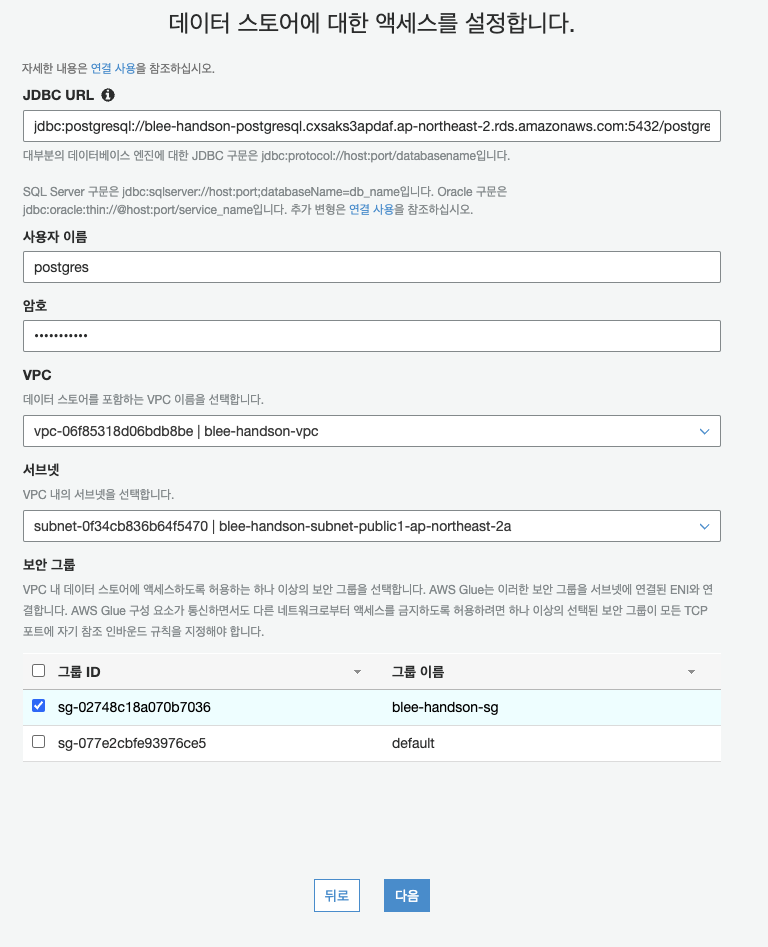 데이터 스토어에 대한 액세스를 설정합니다.
자세한 내용은 연결 사용을 참조하십시오.
JDBC URL
jdbc:postgresql://blee-handson-postgresql.cxsaks3apdaf.ap-northeast-2.rds.amazonaws.com:5432/postgre
대부분의 데이터베이스 엔진에 대한 JDBC 구문은 jdbc:protocol://host:port/databasename입니다.
SQL Server 구문은 jdbc:sqlserver://host:port;databaseName=db_name입니다. Oracle 구문은
jdbc:oracle:thin://@host:port/service_name입니다. 추가 변형은 연결 사용을 참조하십시오.
사용자 이름
postgres
암호
•••••••••••
VPC
데이터 스토어를 포함하는 VPC 이름을 선택합니다.
vpc-06f85318d06bdb8be | blee-handson-vpc
서브넷
VPC 내의 서브넷을 선택합니다.
subnet-0f34cb836b64f5470 | blee-handson-subnet-public1-ap-northeast-2a
보안 그룹
VPC 내 데이터 스토어에 액세스하도록 허용하는 하나 이상의 보안 그룹을 선택합니다. AWS Glue는 이러한 보안 그룹을 서브넷에 연결된 ENI와 연
결합니다. AWS Glue 구성 요소가 통신하면서도 다른 네트워크로부터 액세스를 금지하도록 허용하려면 하나 이상의 선택된 보안 그룹이 모든 TCP
포트에 자기 참조 인바운드 규칙을 지정해야 합니다.
그룹 ID 그룹 이름
sg-02748c18a070b7036 blee-handson-sg
sg-077e2cbfe93976ce5 default
뒤로 다음